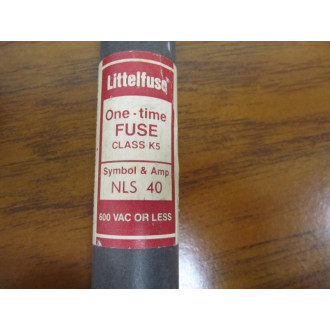 Littelfuse
One-time
FUSE
CLASS K5
Symbol & Amp
NLS 40
600 VAC OR LESS